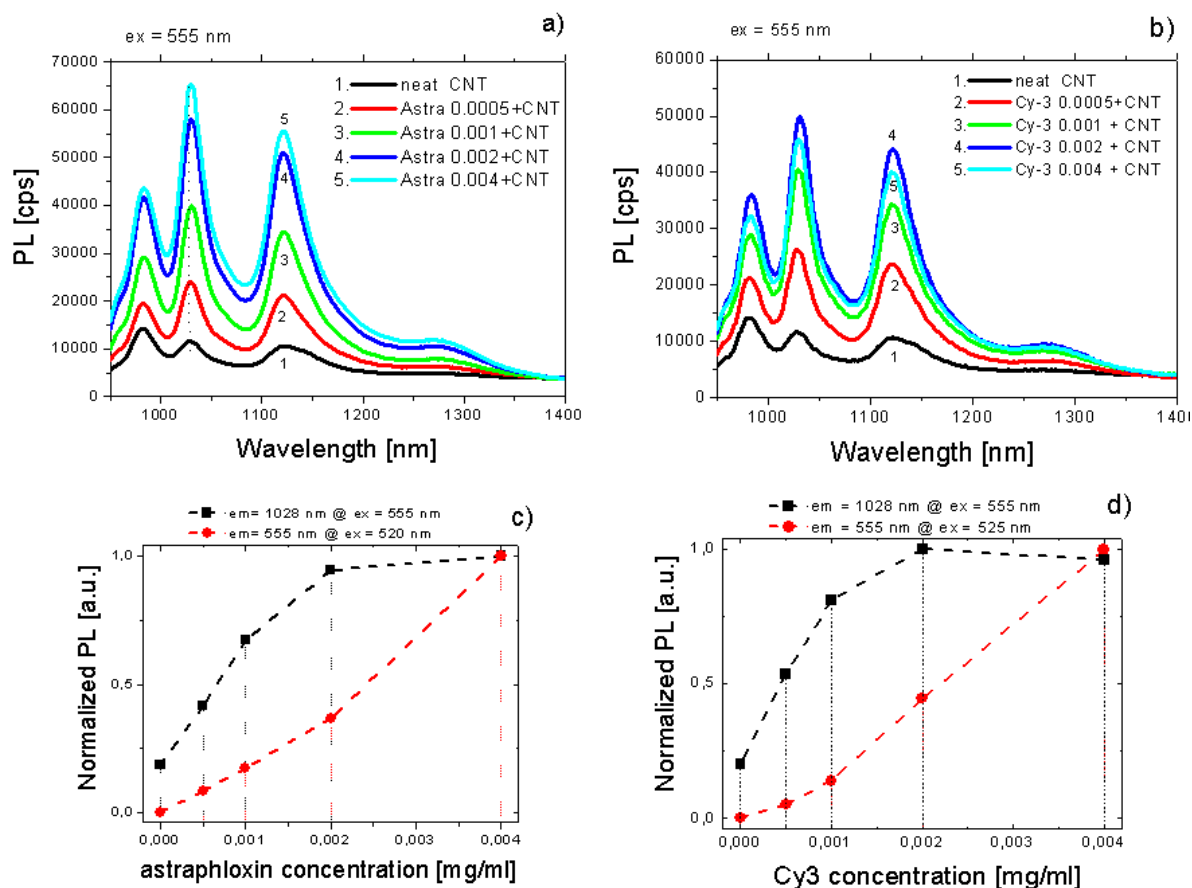 ex = 555 nm
a)
1. neat CNT
2. Astra 0.0005+CNT
3. Astra 0.001+CNT
4. Astra 0.002+CNT
5. Astra 0.004+CNT
70000
60000
50000
40000
30000
20000
10000
0
PL [cps]
5
4
3
2
1
1000
1100
1200
1300
1400
Wavelength [nm]
ex = 555 nm
b)
1. neat CNT
2. Cy-3 0.0005+CNT
3. Cy-3 0.001 + CNT
4. Cy-3 0.002 + CNT
5. Cy-3 0.004 + CNT
60000
50000
40000
30000
20000
10000
0
PL [cps]
4
5
3
2
1
1000
1100
1200
1300
1400
Wavelength [nm]
em= 1028 nm @ ex = 555 nm
em= 555 nm @ ex = 520 nm
c)
1,0
0,5
0,0
Normalized PL [a.u.]
0,000
0,001
0,002
0,004
astraphloxin concentration [mg/ml]
em = 1028 nm @ ex = 555 nm
em = 555 nm @ ex = 525 nm
d)
1,0
0,5
0,0
Normalized PL [a.u.]
0,000
0,001
0,002
0,004
Cy3 concentration [mg/ml]